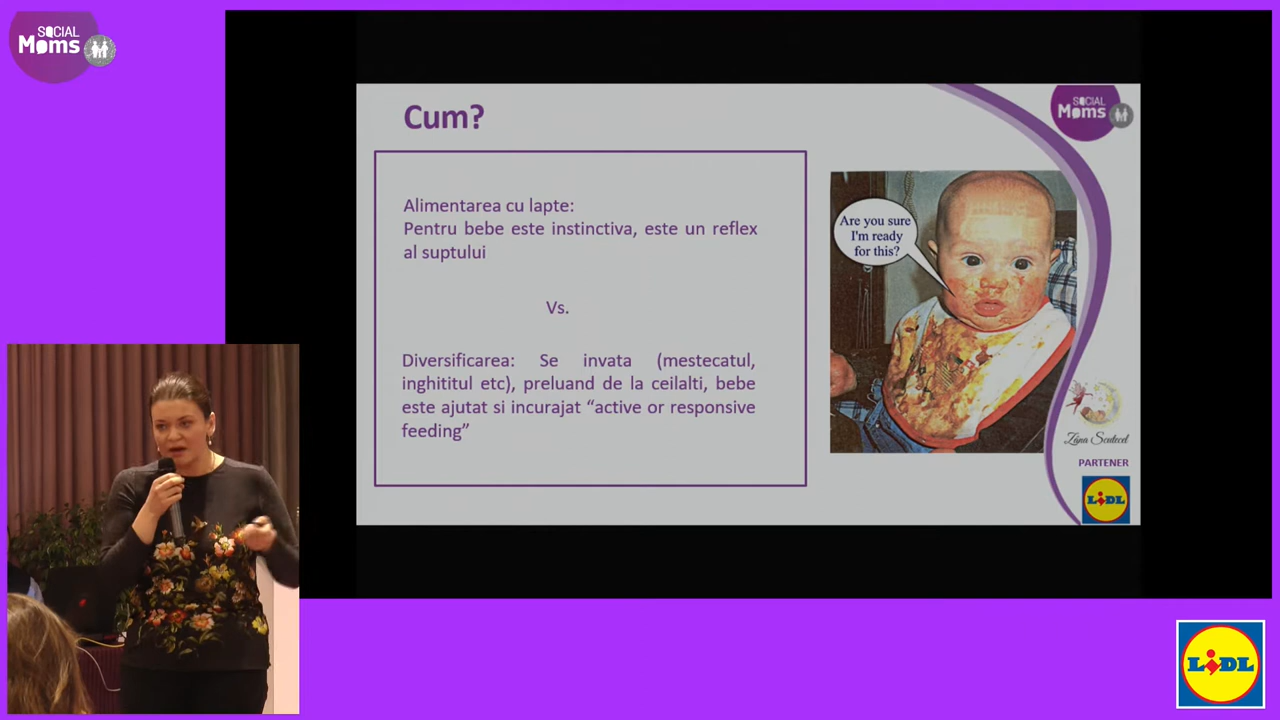 SOCIAL
Moms
Cum?
Alimentarea cu lapte:
Pentru bebe este instinctiva, este un reflex
al suptului
Vs.
Diversificarea: Se invata (mestecatul,
inghititul etc), preluand de la ceilalti, bebe
este ajutat si incurajat “active or responsive
feeding”
SOCIAL
Moms
Are you sure
I'm ready
for this?
Zâna Scutecel
PARTENER
LIDL
LIDL